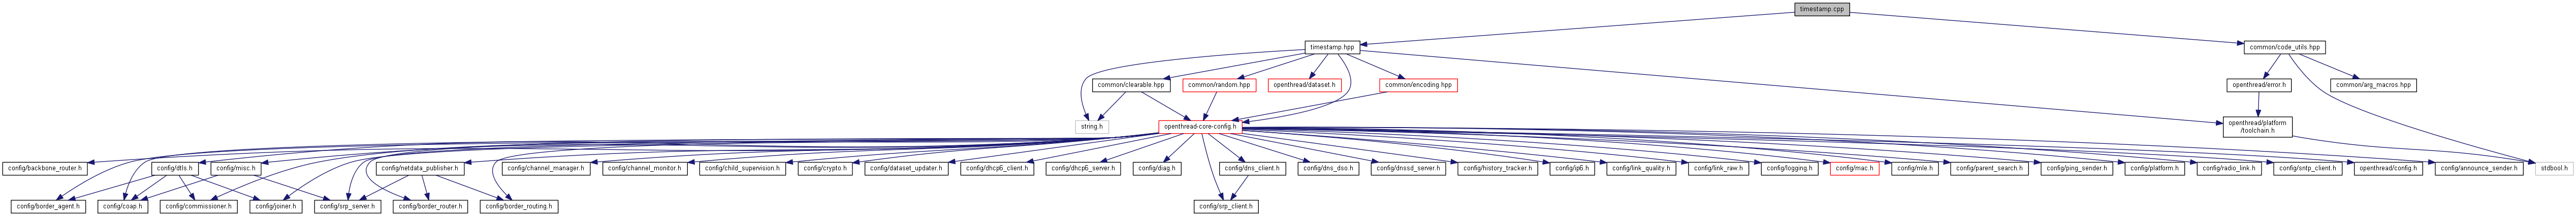 timestamp.cpp
timestamp.hpp
common/code_utils.hpp
common/clearable.hpp
common/random.hpp
openthread/dataset.h
common/encoding.hpp
openthread/error.h
common/arg_macros.hpp
string.h
openthread-core-config.h
openthread/platform
/toolchain.h
config/backbone_router.h
config/dtls.h
config/misc.h
config/netdata_publisher.h
config/channel_manager.h
config/channel_monitor.h
config/child_supervision.h
config/crypto.h
config/dataset_updater.h
config/dhcp6_client.h
config/dhcp6_server.h
config/diag.h
config/dns_client.h
config/dns_dso.h
config/dnssd_server.h
config/history_tracker.h
config/ip6.h
config/link_quality.h
config/link_raw.h
config/logging.h
config/mac.h
config/mle.h
config/parent_search.h
config/ping_sender.h
config/platform.h
config/radio_link.h
config/sntp_client.h
openthread/config.h
config/announce_sender.h
stdbool.h
config/border_agent.h
config/coap.h
config/commissioner.h
config/joiner.h
config/srp_server.h
config/border_router.h
config/border_routing.h
config/srp_client.h